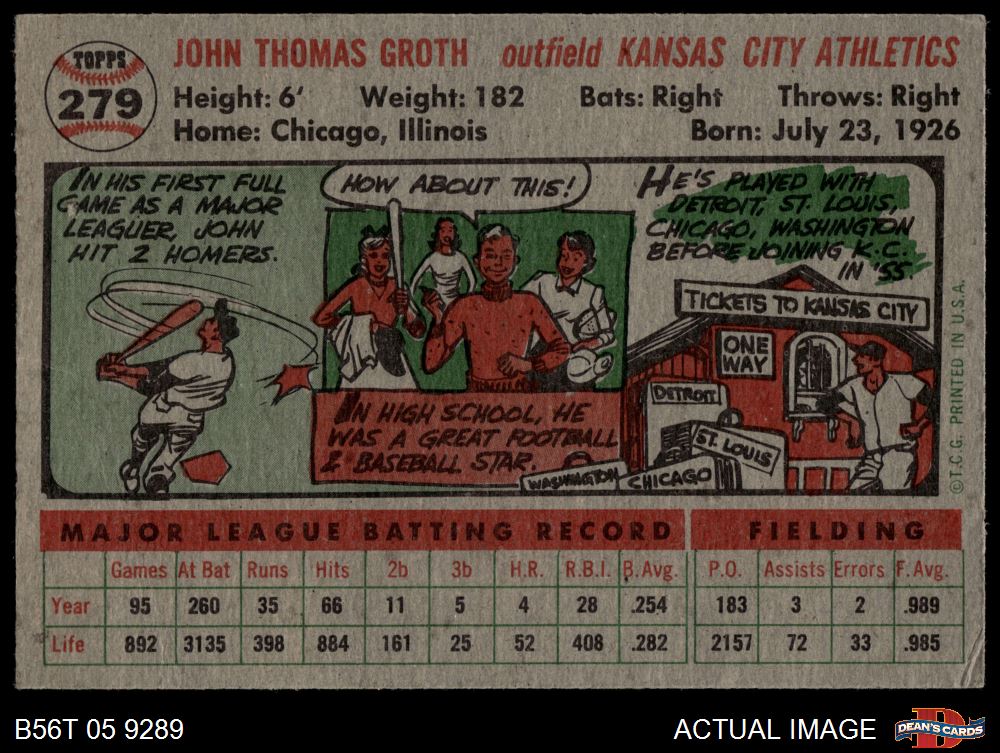 TOPPS
279
JOHN THOMAS GROTH outfield KANSAS CITY ATHLETICS
Height: 6' Weight: 182 Bats: Right Throws: Right
Home: Chicago, Illinois Born: July 23, 1926
IN HIS FIRST FULL
GAME AS A MAJOR
LEAGUER, JOHN
HIT 2 HOMERS.
HOW ABOUT THIS!
IN HIGH SCHOOL, HE
WAS A GREAT FOOTBALL
& BASEBALL STAR.
HE'S PLAYED WITH
DETROIT, ST. LOUIS,
CHICAGO, WASHINGTON
BEFORE JOINING K.C.
IN '55
TICKETS TO KANSAS CITY
ONE
WAY
DETROIT
ST. LOUIS
WASHINGTON
CHICAGO
©T.C.G. PRINTED IN U.S.A.
MAJOR LEAGUE BATTING RECORD FIELDING
Games At Bat Runs Hits 2b 3b H.R. R.B.I. B.Avg. P.O. Assists Errors F.Avg.
Year 95 260 35 66 11 5 4 28 .254 183 3 2 .989
Life 892 3135 398 884 161 25 52 408 .282 2157 72 33 .985
B56T 05 9289 ACTUAL IMAGE
D
DEAN'S CARDS